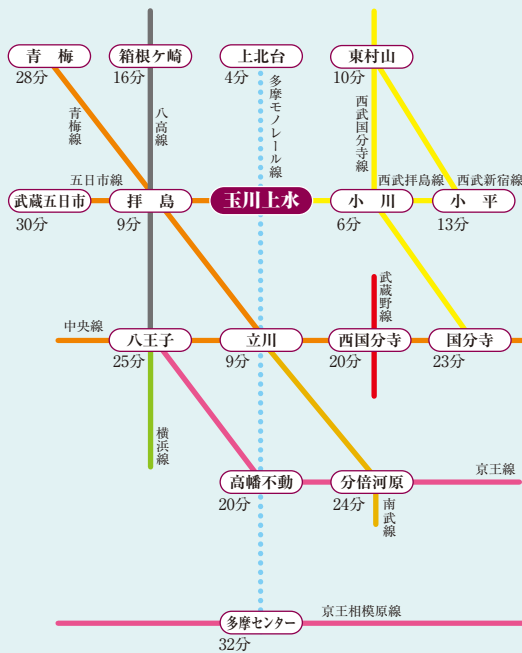 青梅
28分
箱根ケ崎
16分
上北台
4分
東村山
10分
青梅線
八高線
多摩モノレール線
西武国分寺線
五日市線
西武拝島線
西武新宿線
武蔵五日市
30分
拝島
9分
玉川上水
小川
6分
小平
13分
武蔵野線
中央線
八王子
25分
立川
9分
西国分寺
20分
国分寺
23分
横浜線
高幡不動
20分
分倍河原
24分
京王線
南武線
京王相模原線
多摩センター
32分